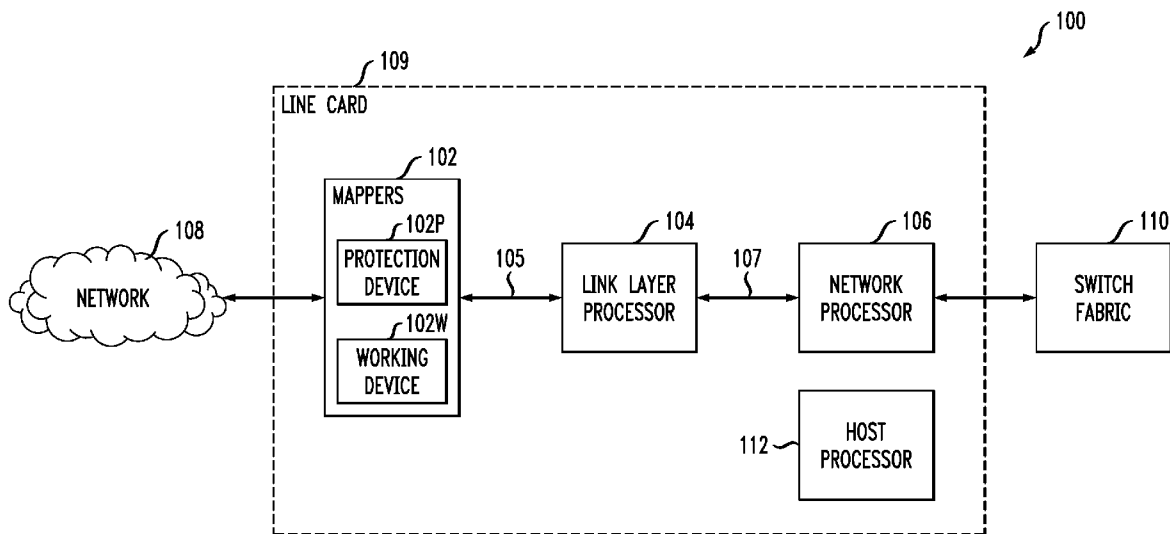 100
109
LINE CARD
102
MAPPERS
102P
PROTECTION
DEVICE
102W
WORKING
DEVICE
108
NETWORK
105
104
LINK LAYER
PROCESSOR
107
106
NETWORK
PROCESSOR
110
SWITCH
FABRIC
112
HOST
PROCESSOR